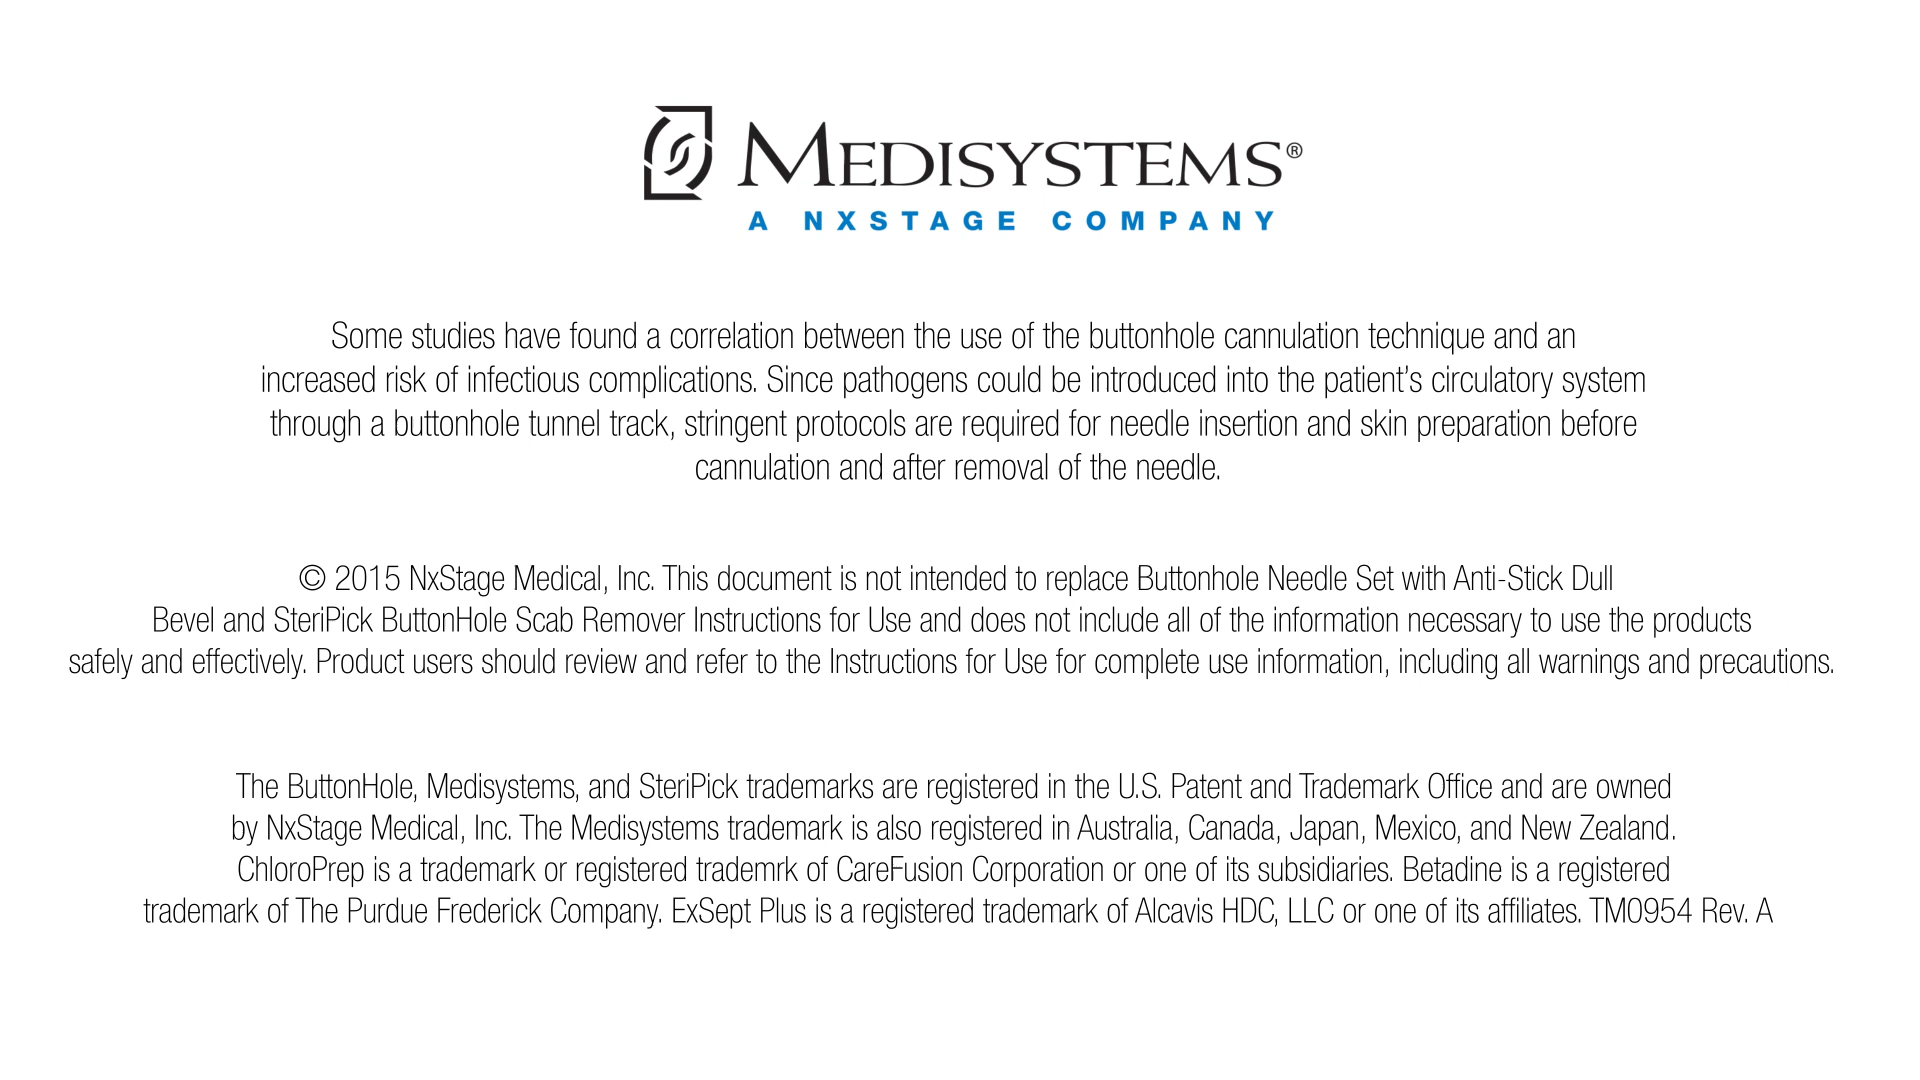 MEDISYSTEMS®
A NXSTAGE COMPANY
Some studies have found a correlation between the use of the buttonhole cannulation technique and an
increased risk of infectious complications. Since pathogens could be introduced into the patient’s circulatory system
through a buttonhole tunnel track, stringent protocols are required for needle insertion and skin preparation before
cannulation and after removal of the needle.
© 2015 NxStage Medical, Inc. This document is not intended to replace Buttonhole Needle Set with Anti-Stick Dull
Bevel and SteriPick ButtonHole Scab Remover Instructions for Use and does not include all of the information necessary to use the products
safely and effectively. Product users should review and refer to the Instructions for Use for complete use information, including all warnings and precautions.
The ButtonHole, Medisystems, and SteriPick trademarks are registered in the U.S. Patent and Trademark Office and are owned
by NxStage Medical, Inc. The Medisystems trademark is also registered in Australia, Canada, Japan, Mexico, and New Zealand.
ChloroPrep is a trademark or registered trademrk of CareFusion Corporation or one of its subsidiaries. Betadine is a registered
trademark of The Purdue Frederick Company. ExSept Plus is a registered trademark of Alcavis HDC, LLC or one of its affiliates. TM0954 Rev. A